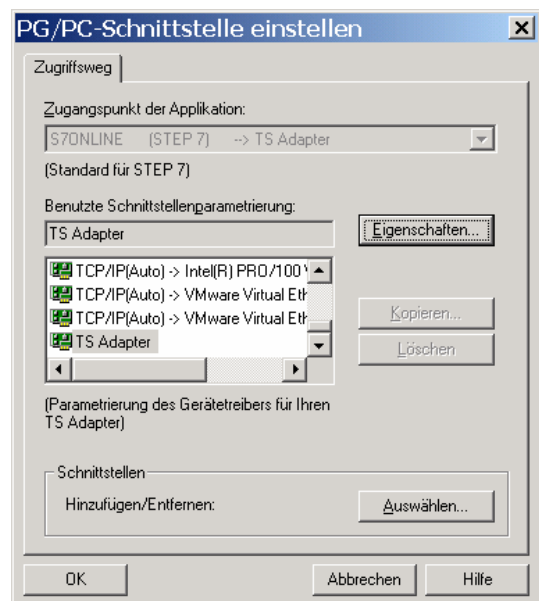 PG/PC-Schnittstelle einstellen
Zugriffsweg
Zugangspunkt der Applikation:
S7ONLINE (STEP 7) --> TS Adapter
(Standard für STEP 7)
Benutzte Schnittstellenparametrierung:
TS Adapter
Eigenschaften...
TCP/IP(Auto) -> Intel(R) PRO/100
TCP/IP(Auto) -> VMware Virtual Eth
TCP/IP(Auto) -> VMware Virtual Eth
TS Adapter
Kopieren...
Löschen
(Parametrierung des Gerätetreibers für Ihren
TS Adapter)
Schnittstellen
Hinzufügen/Entfernen:
Auswählen...
OK
Abbrechen
Hilfe